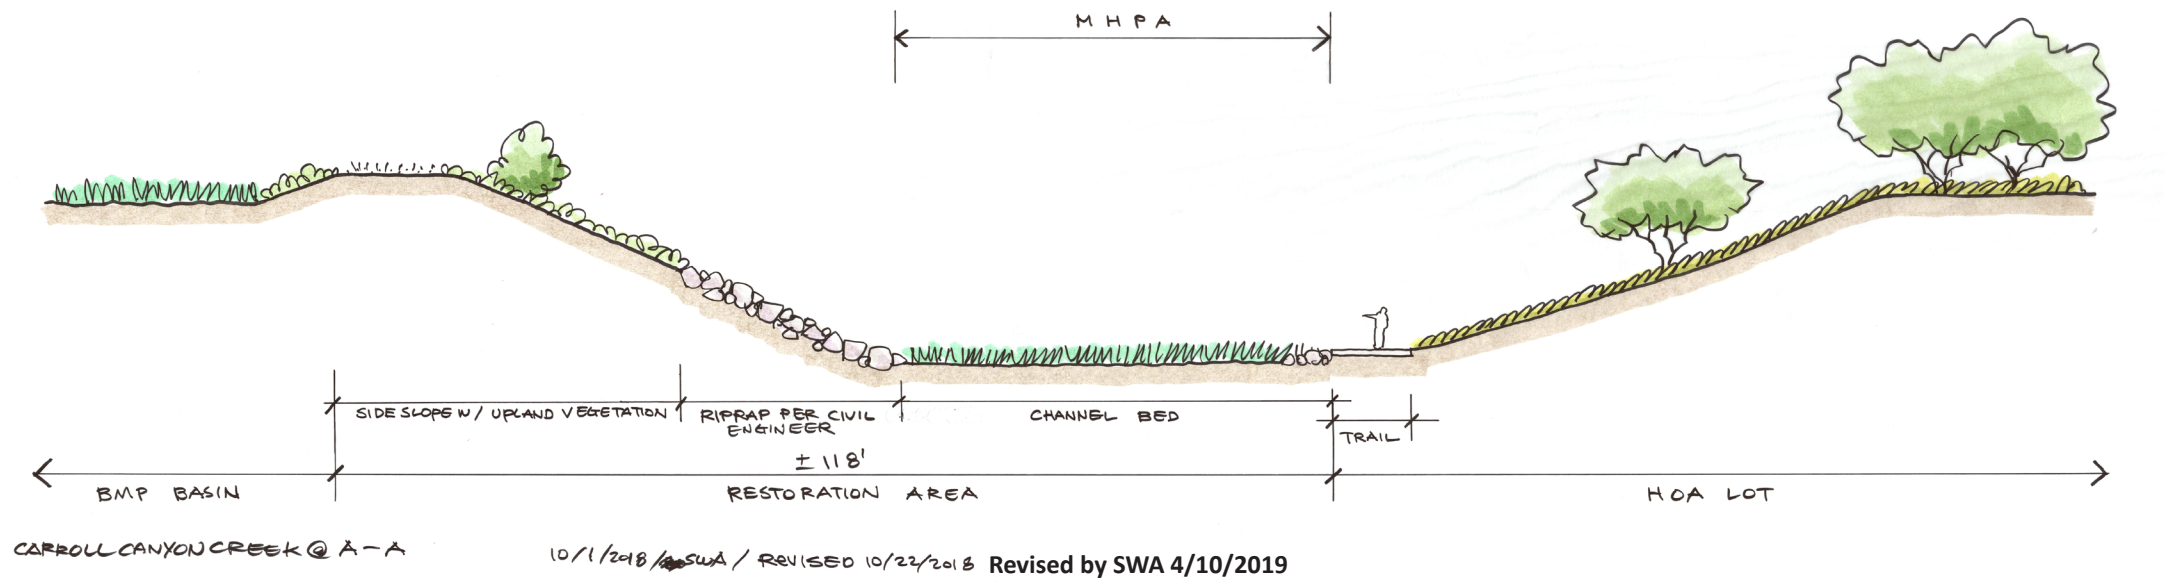 MHPA
SIDE SLOPE W/ UPLAND VEGETATION
RIPRAP PER CIVIL
ENGINEER
CHANNEL BED
TRAIL
± 118'
BMP BASIN
RESTORATION AREA
HOA LOT
CARROLL CANYON CREEK @ A-A
10/1/2018 / SWA / REVISED 10/22/2018 Revised by SWA 4/10/2019